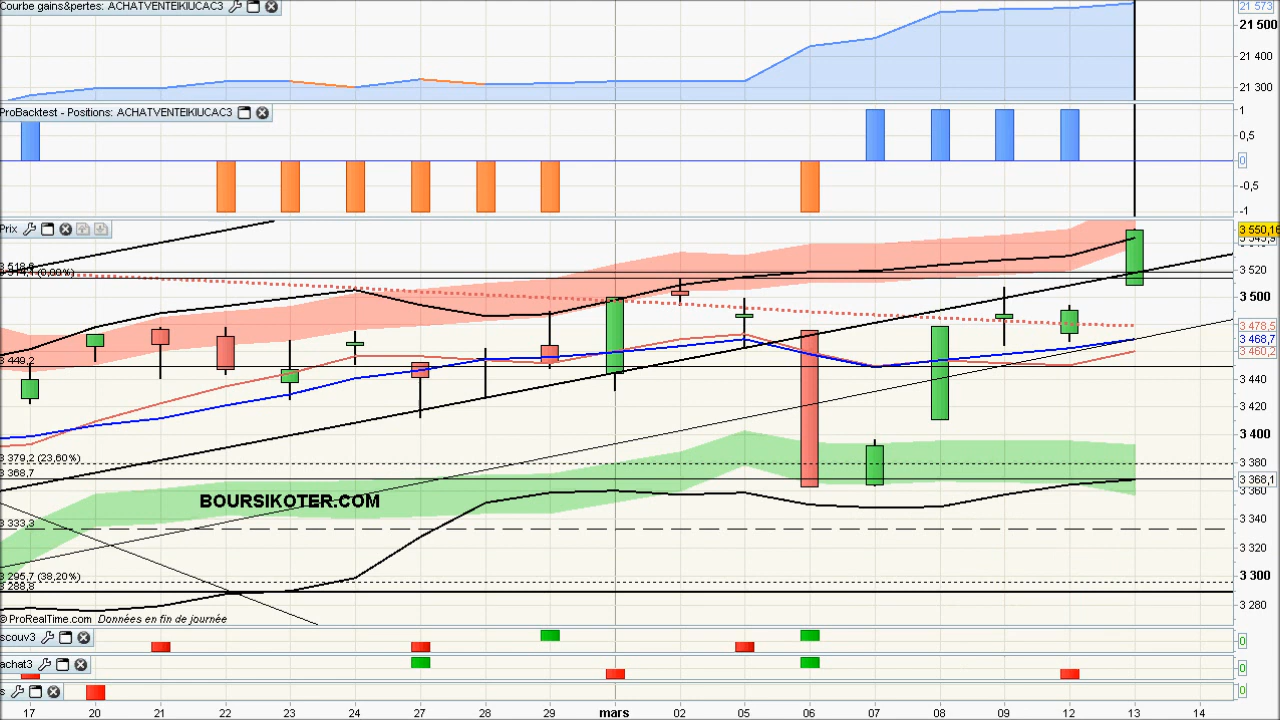 Courbe gains&pertes: ACHATVENTEIKIUCAC3
21 573
21 500
21 400
21 300
ProBacktest - Positions: ACHATVENTEIKIUCAC3
1
0,5
0
-0,5
-1
Prix
3 550,16
3 520
3 500
3 449,2
3 478,5
3 468,7
3 460,2
3 440
3 420
3 400
3 379,2 (23,60%)
3 380
3 368,7
3 368,1
3 360
BOURSIKOTER.COM
3 333,3
3 340
3 320
3 295,7 (38,20%)
3 300
3 280
© ProRealTime.com Données en fin de journée
scouv3
0
achat3
0
s
0
17 20 21 22 23 24 27 28 29 mars 02 05 06 07 08 09 12 13 14